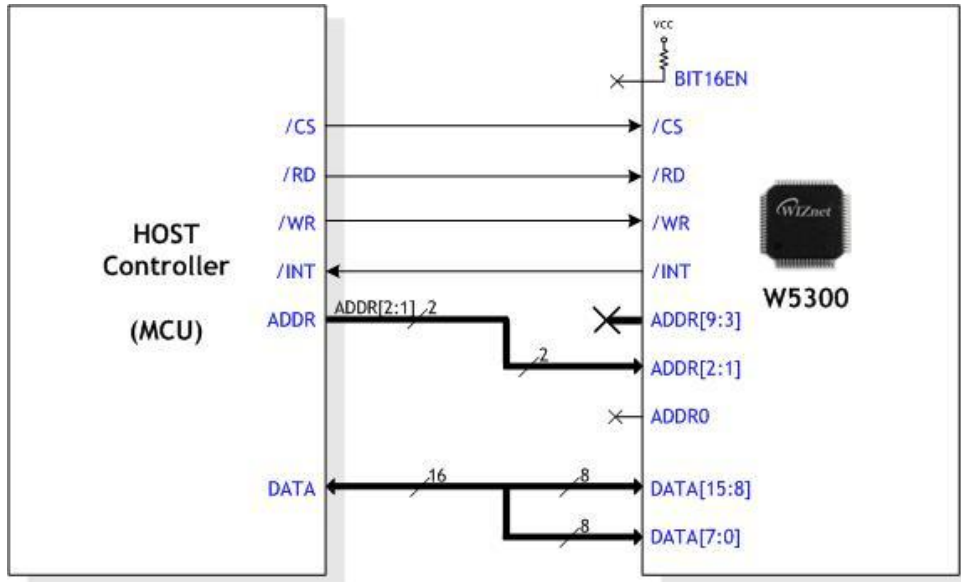 VCC
BIT16EN
/CS
/CS
/RD
/RD
/WR
/WR
HOST
Controller
(MCU)
WIZnet
W5300
/INT
/INT
ADDR
ADDR[2:1]
2
ADDR[9:3]
2
ADDR[2:1]
ADDR0
DATA
16
8
DATA[15:8]
8
DATA[7:0]